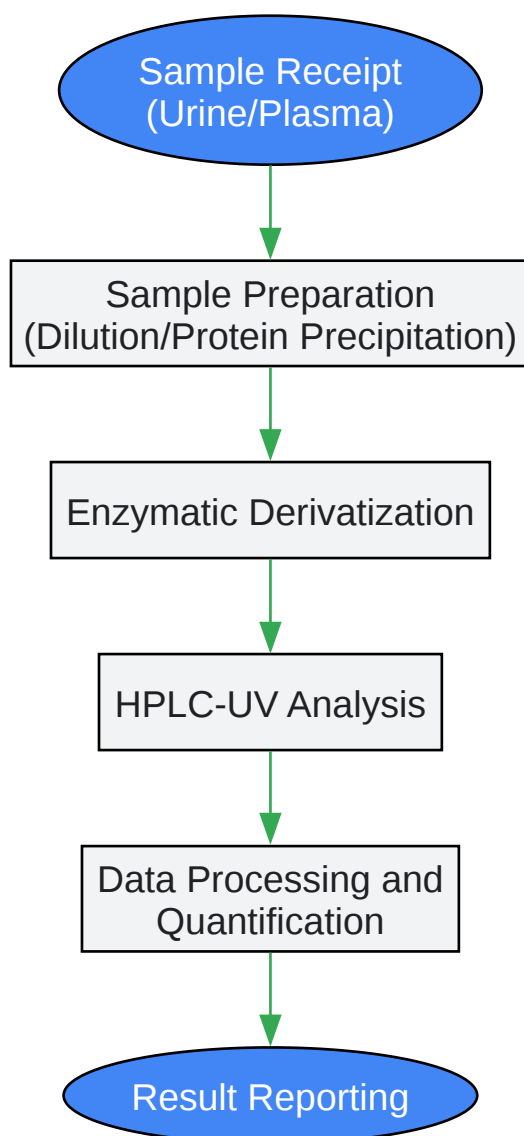 Sample Receipt
(Urine/Plasma)
Sample Preparation
(Dilution/Protein Precipitation)
Enzymatic Derivatization
HPLC-UV Analysis
Data Processing and
Quantification
Result Reporting